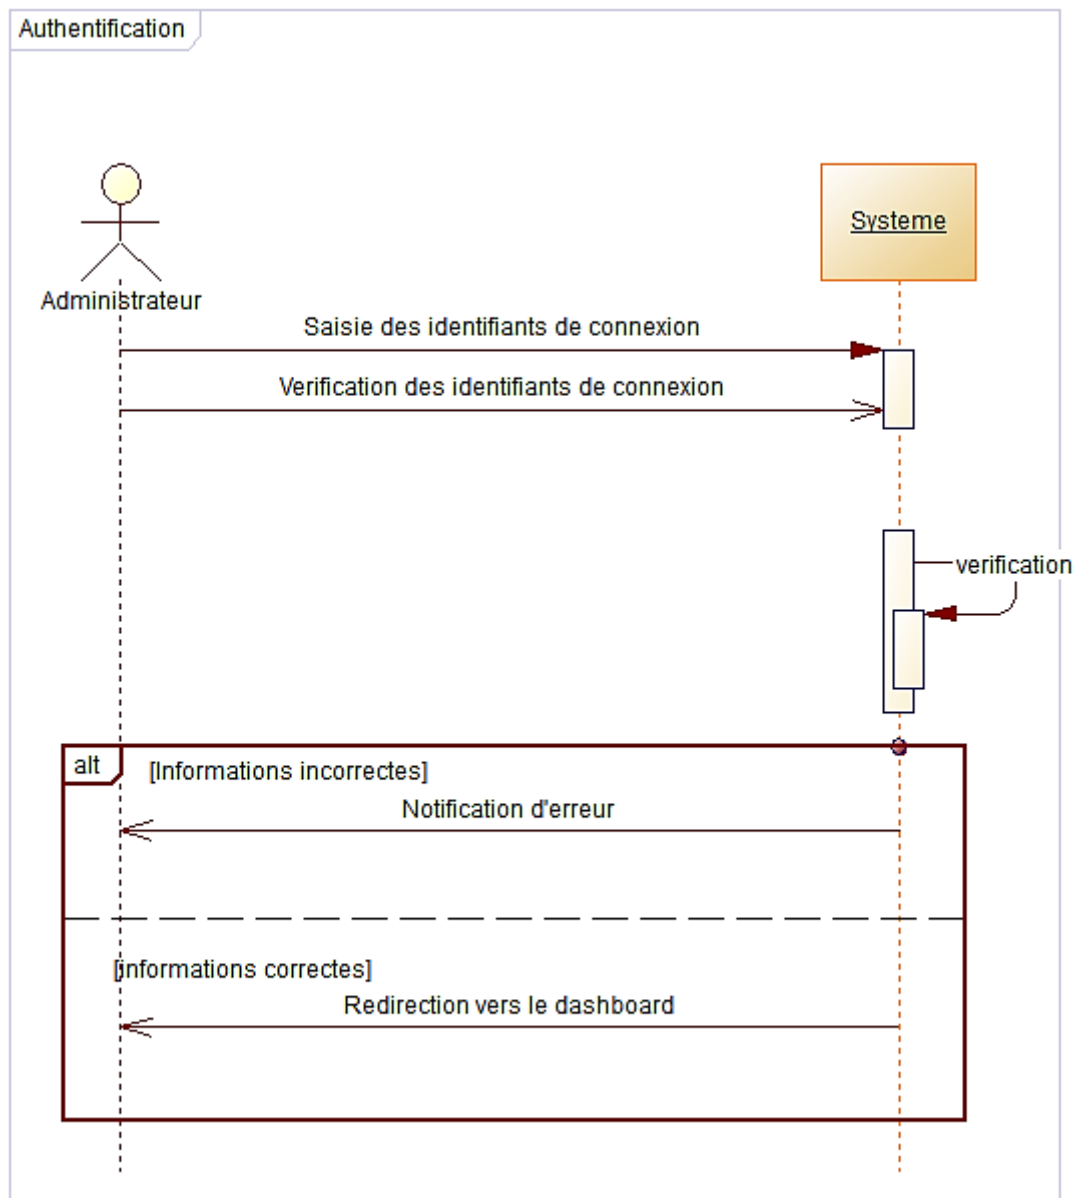 Authentification
Systeme
Administrateur
Saisie des identifiants de connexion
Verification des identifiants de connexion
verification
alt
[Informations incorrectes]
Notification d'erreur
[informations correctes]
Redirection vers le dashboard